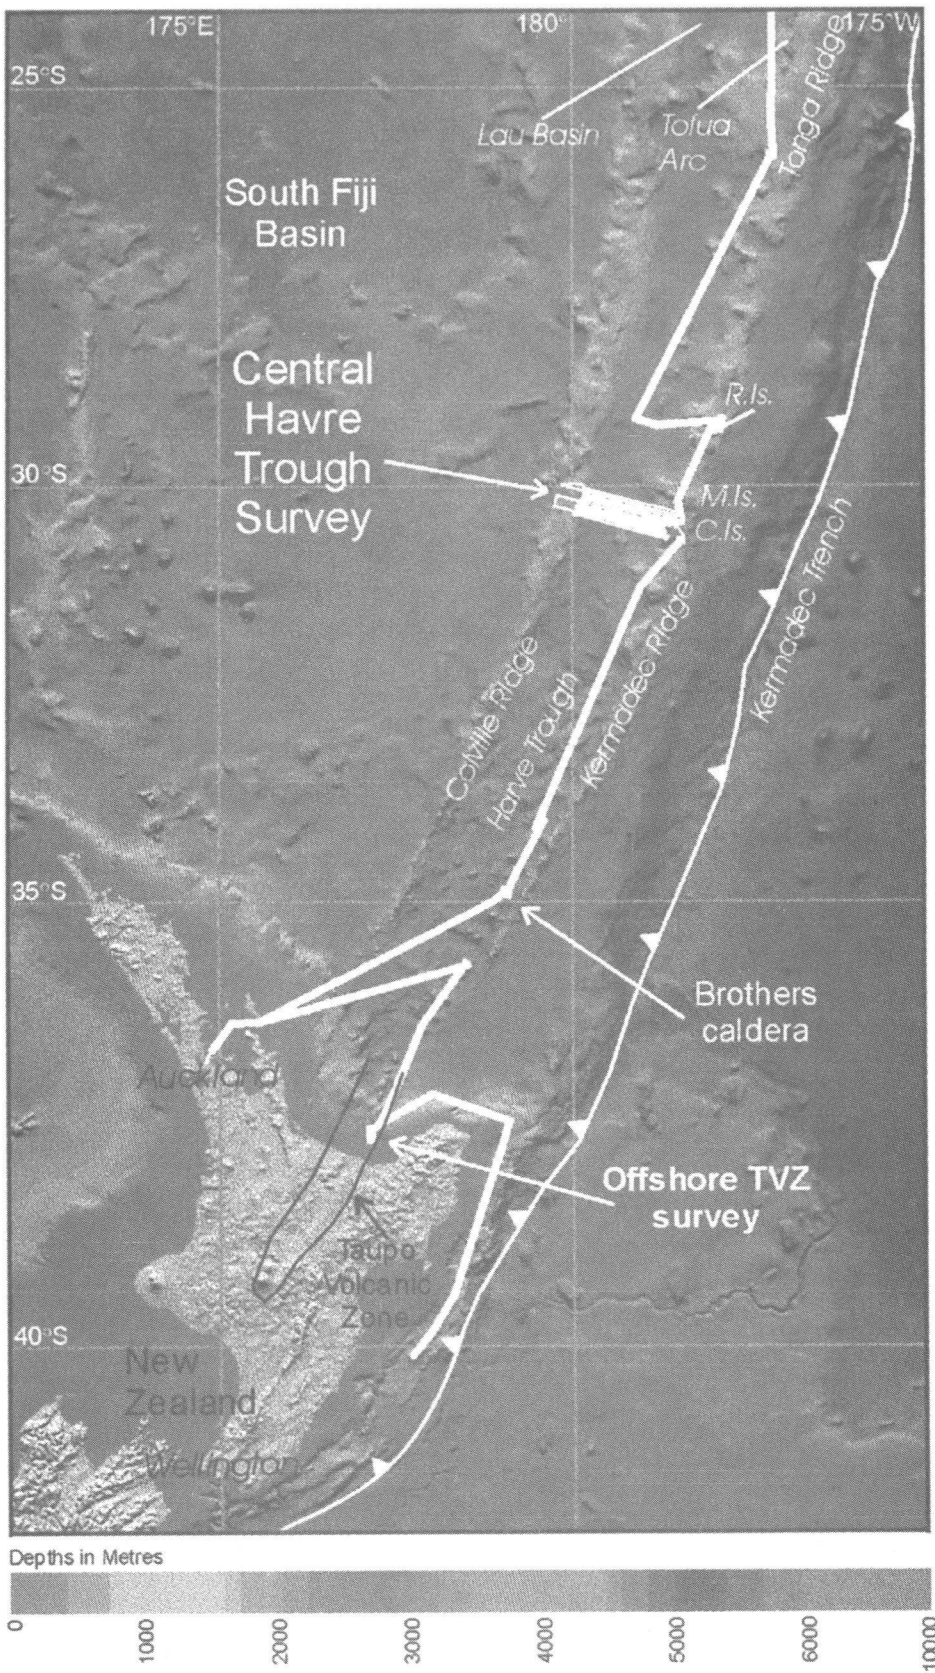 175°E
180°
175°W
25°S
Lau Basin
Tofua
Arc
Tonga Ridge
South Fiji
Basin
Central
Havre
Trough
Survey
R.Is.
30°S
M.Is.
C.Is.
Kermadec Trench
Colville Ridge
Harve Trough
Kermadec Ridge
35°S
Brothers
caldera
Auckland
Offshore TVZ
survey
Taupo
Volcanic
Zone
40°S
New
Zealand
Wellington
Depths in Metres
0
1000
2000
3000
4000
5000
6000
10000